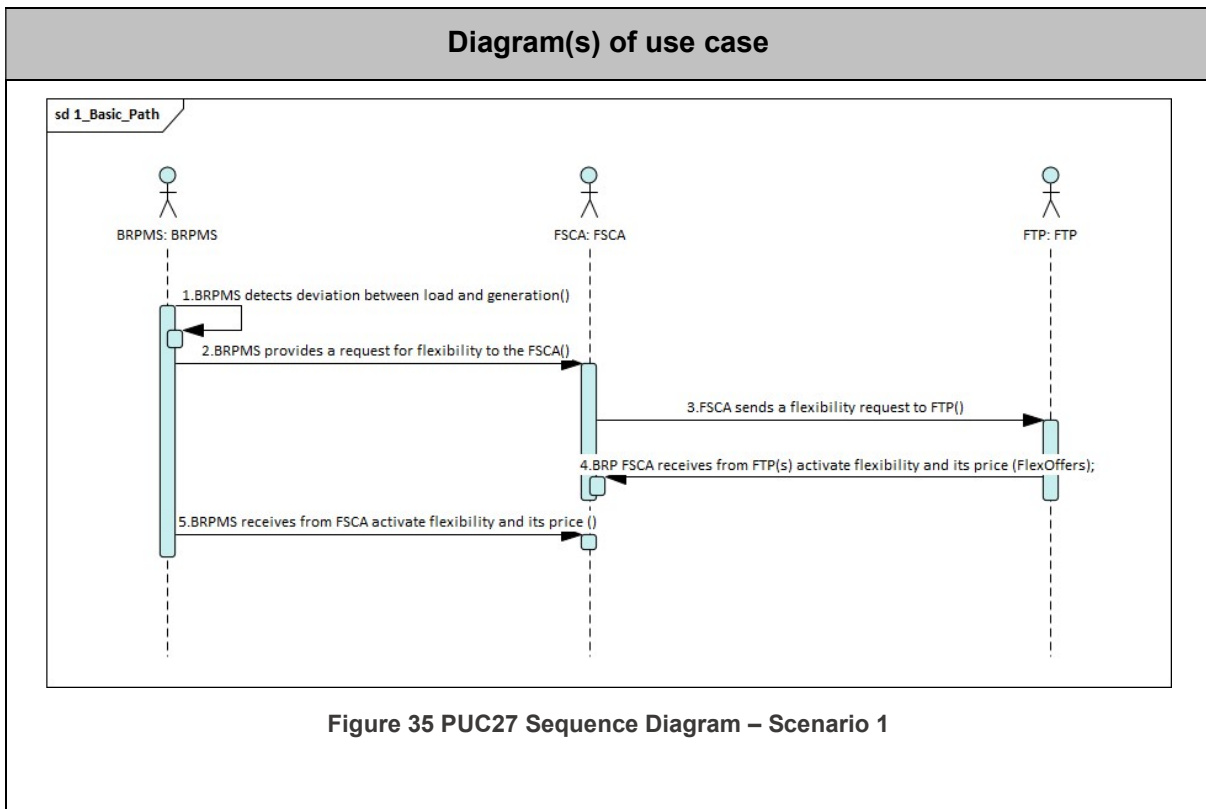 Diagram(s) of use case
sd 1_Basic_Path
BRPMS: BRPMS
FSCA: FSCA
FTP: FTP
1.BRPMS detects deviation between load and generation()
2.BRPMS provides a request for flexibility to the FSCA()
3.FSCA sends a flexibility request to FTP()
4.BRP FSCA receives from FTP(s) activate flexibility and its price (FlexOffers);
5.BRPMS receives from FSCA activate flexibility and its price ()
Figure 35 PUC27 Sequence Diagram – Scenario 1